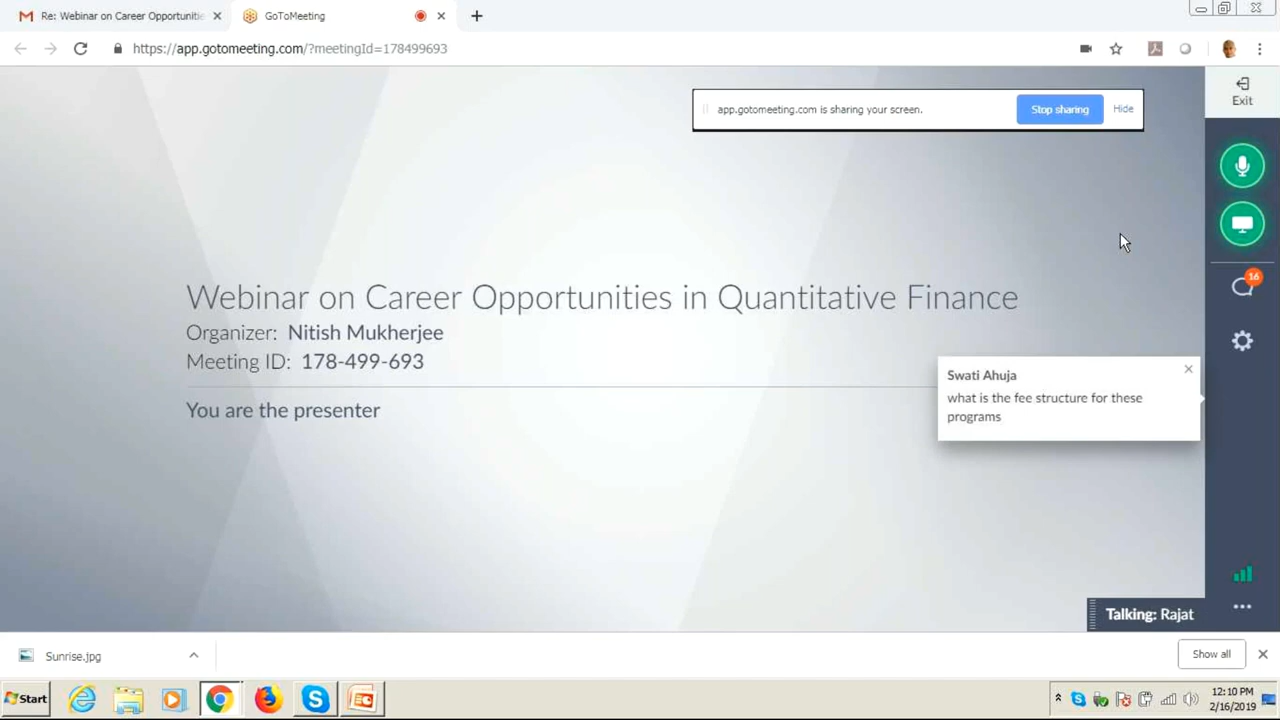 Re: Webinar on Career Opportunitie
GoToMeeting
https://app.gotomeeting.com/?meetingId=178499693
app.gotomeeting.com is sharing your screen.
Stop sharing
Hide
Exit
16
Webinar on Career Opportunities in Quantitative Finance
Organizer: Nitish Mukherjee
Meeting ID: 178-499-693
You are the presenter
Swati Ahuja
what is the fee structure for these
programs
Talking: Rajat
Sunrise.jpg
Show all
Start
12:10 PM
2/16/2019